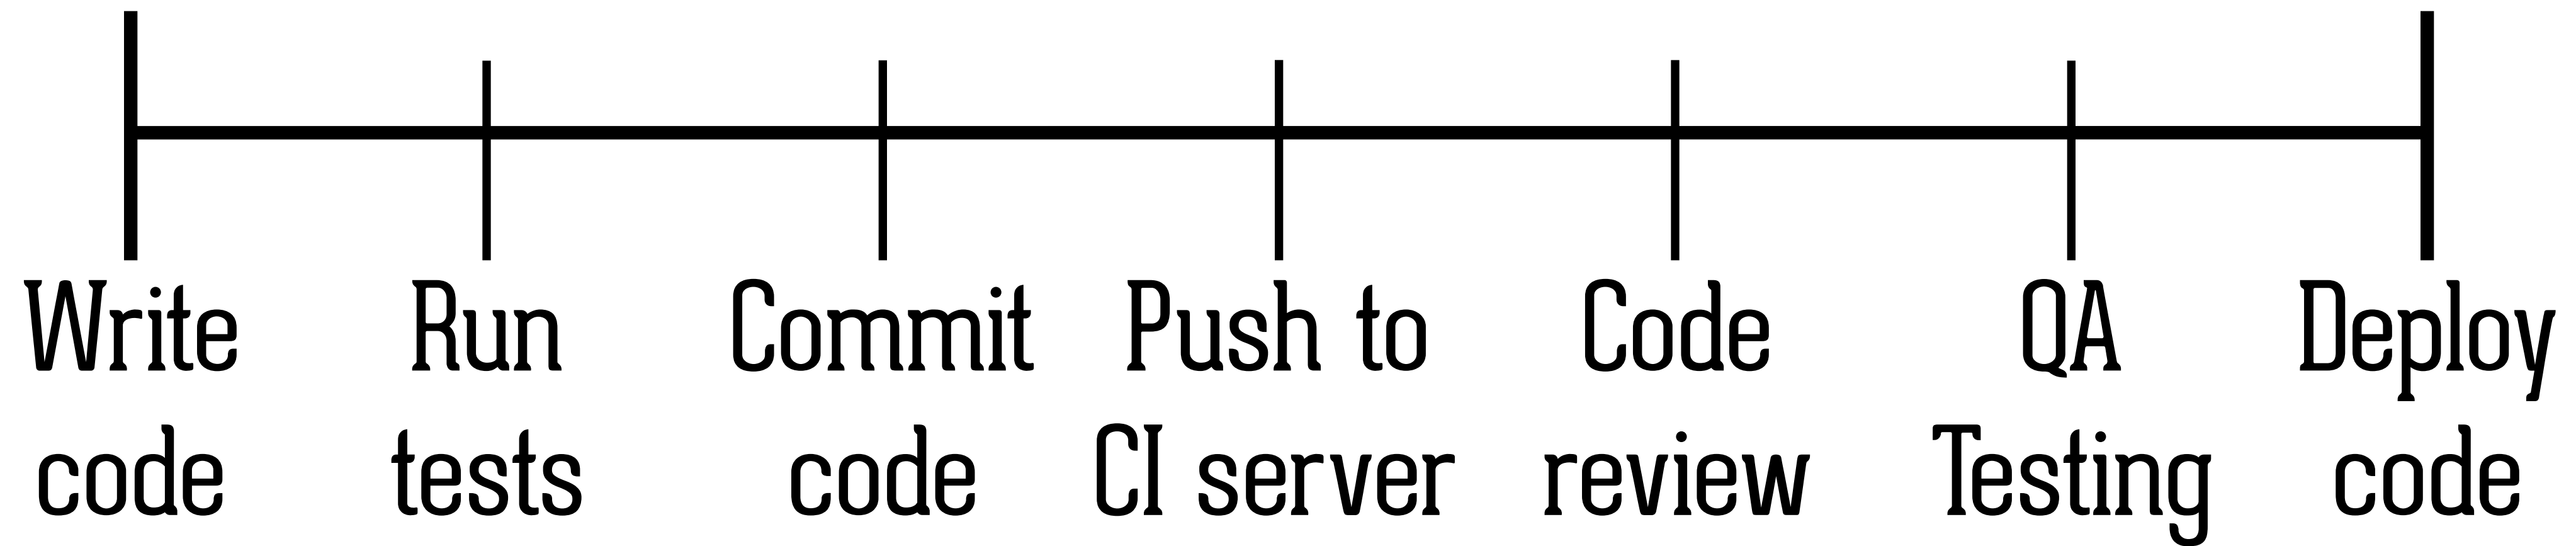 Write
code
Run
tests
Commit
code
Push to
CI server
Code
review
QA
Testing
Deploy
code